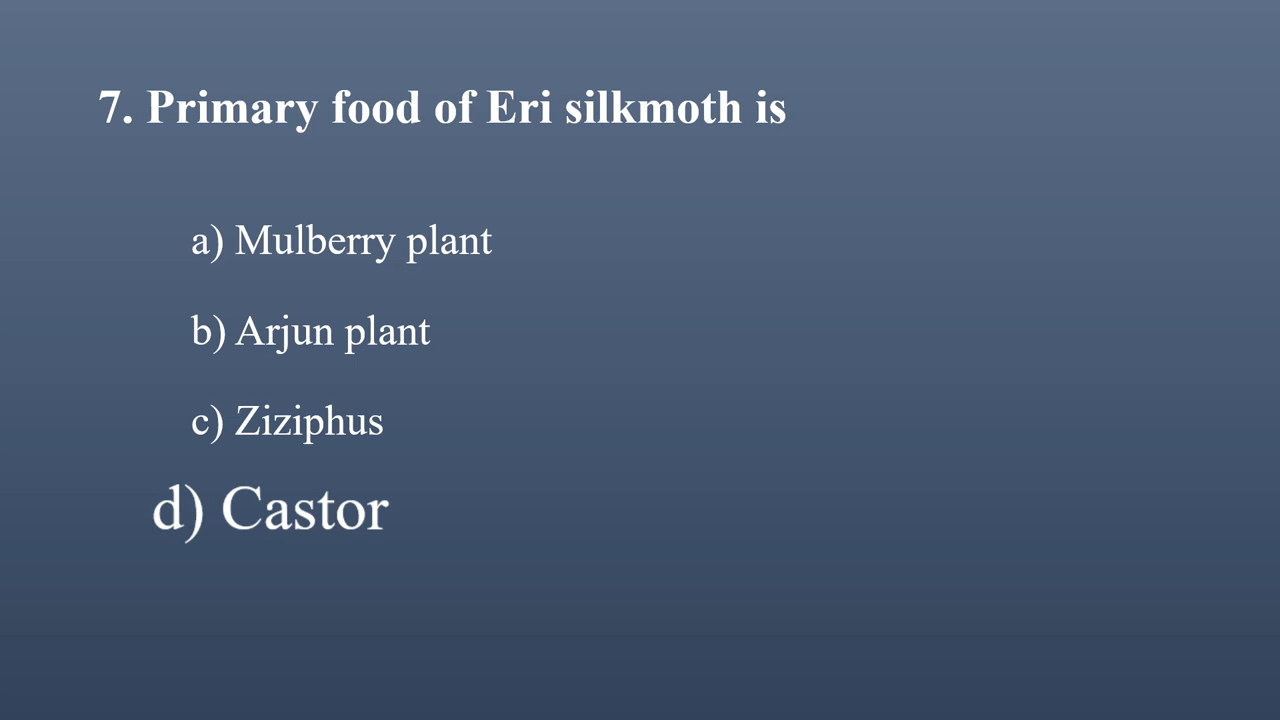 7. Primary food of Eri silkmoth is
a) Mulberry plant
b) Arjun plant
c) Ziziphus
d) Castor